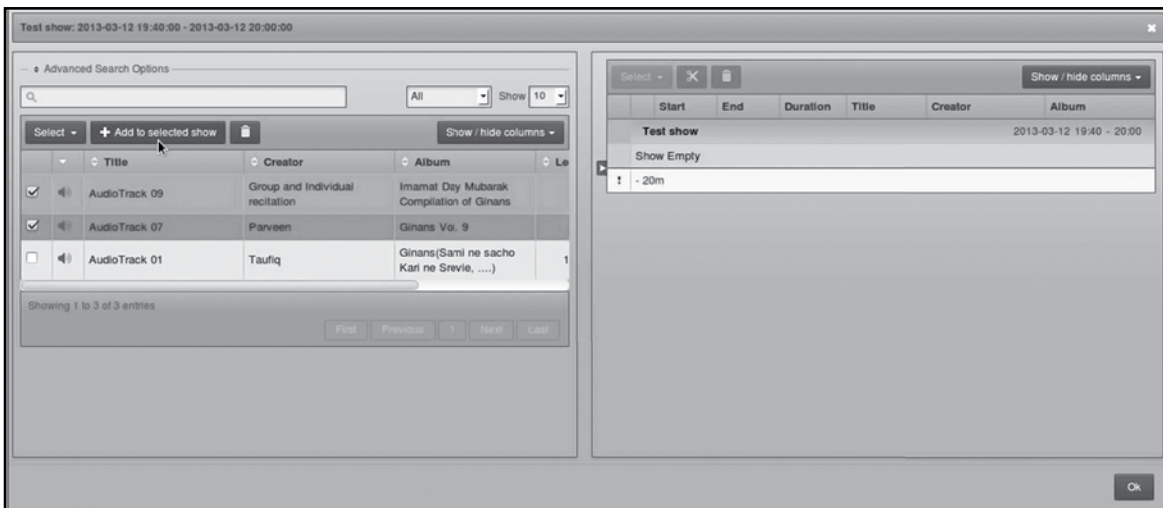 Test show: 2013-03-12 19:40:00 - 2013-03-12 20:00:00
Advanced Search Options
All
Show 10
Select
+ Add to selected show
Show / hide columns
Title Creator Album Le
AudioTrack 09 Group and Individual recitation Imamat Day Mubarak Compilation of Ginans
AudioTrack 07 Parveen Ginans Vol. 9
AudioTrack 01 Taufiq Ginans(Sami ne sacho Kari ne Srevie, ....) 1
Showing 1 to 3 of 3 entries
First Previous 1 Next Last
Select
Show / hide columns
Start End Duration Title Creator Album
Test show 2013-03-12 19:40 - 20:00
Show Empty
! - 20m
Ok